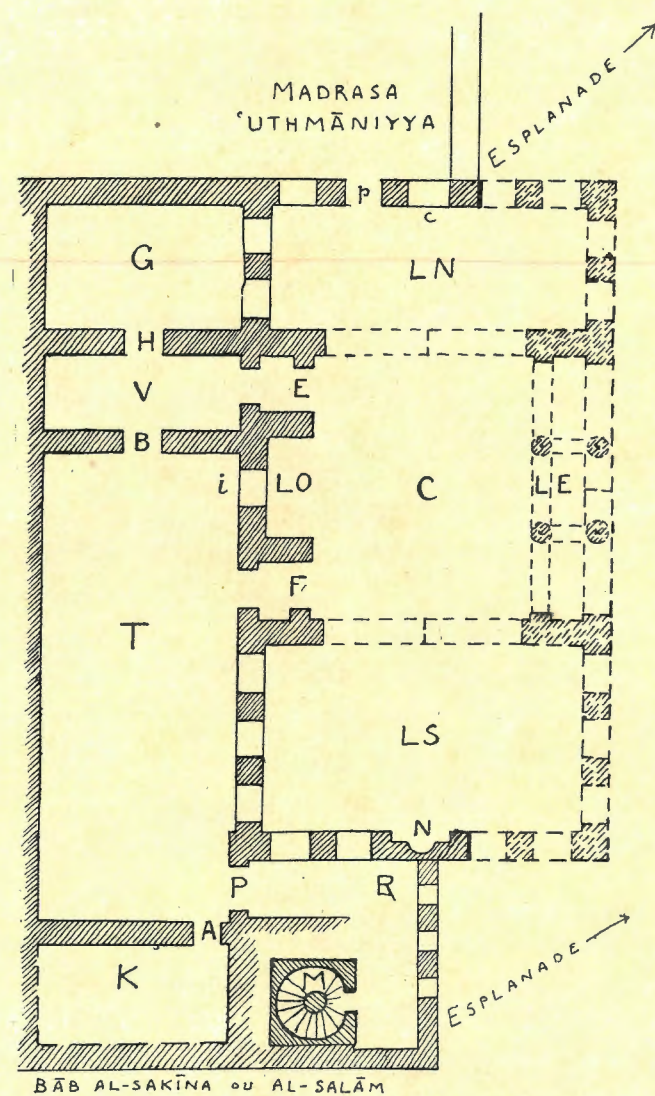 MADRASA
ʿUTHMĀNIYYA
ESPLANADE
p
c
G
LN
H
V
E
B
i
LO
C
LE
F
T
LS
N
P
R
A
K
M
ESPLANADE
BĀB AL-SAKĪNA OU AL-SALĀM